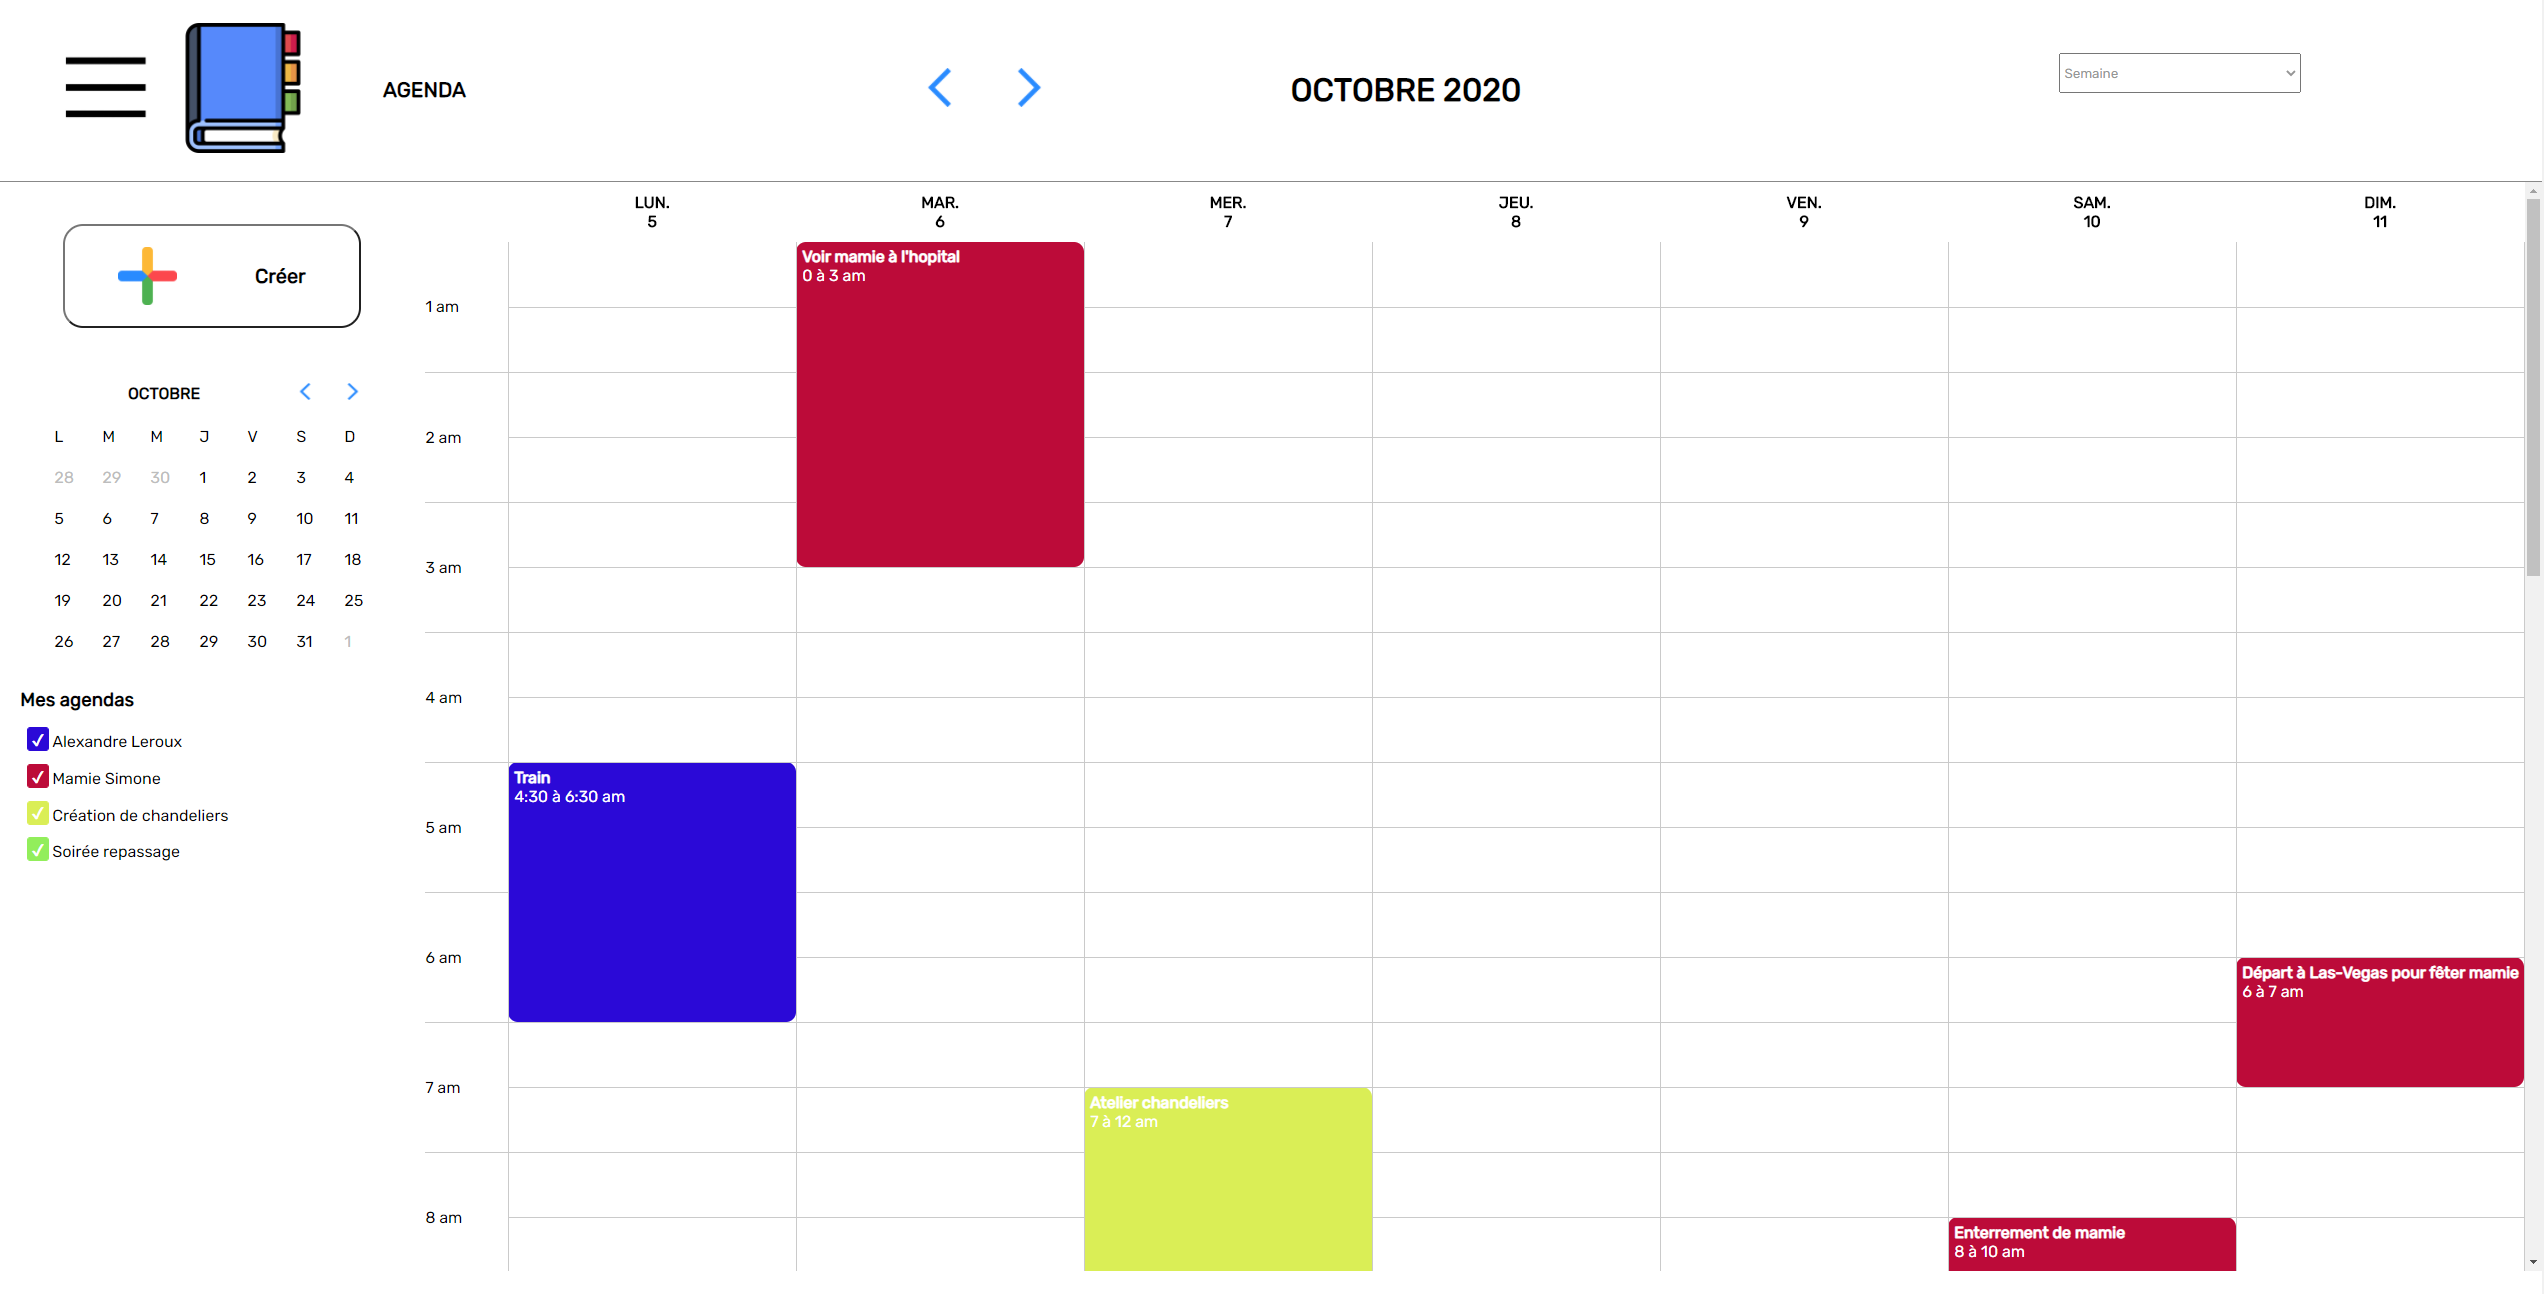 AGENDA
OCTOBRE 2020
Semaine
Créer
OCTOBRE
L M M J V S D
28 29 30 1 2 3 4
5 6 7 8 9 10 11
12 13 14 15 16 17 18
19 20 21 22 23 24 25
26 27 28 29 30 31 1
Mes agendas
Alexandre Leroux
Mamie Simone
Création de chandeliers
Soirée repassage
LUN. MAR. MER. JEU. VEN. SAM. DIM.
5 6 7 8 9 10 11
Voir mamie à l'hopital
0 à 3 am
1 am
2 am
3 am
4 am
Train
4:30 à 6:30 am
5 am
6 am
Départ à Las-Vegas pour fêter mamie
6 à 7 am
7 am
Atelier chandeliers
7 à 12 am
8 am
Enterrement de mamie
8 à 10 am